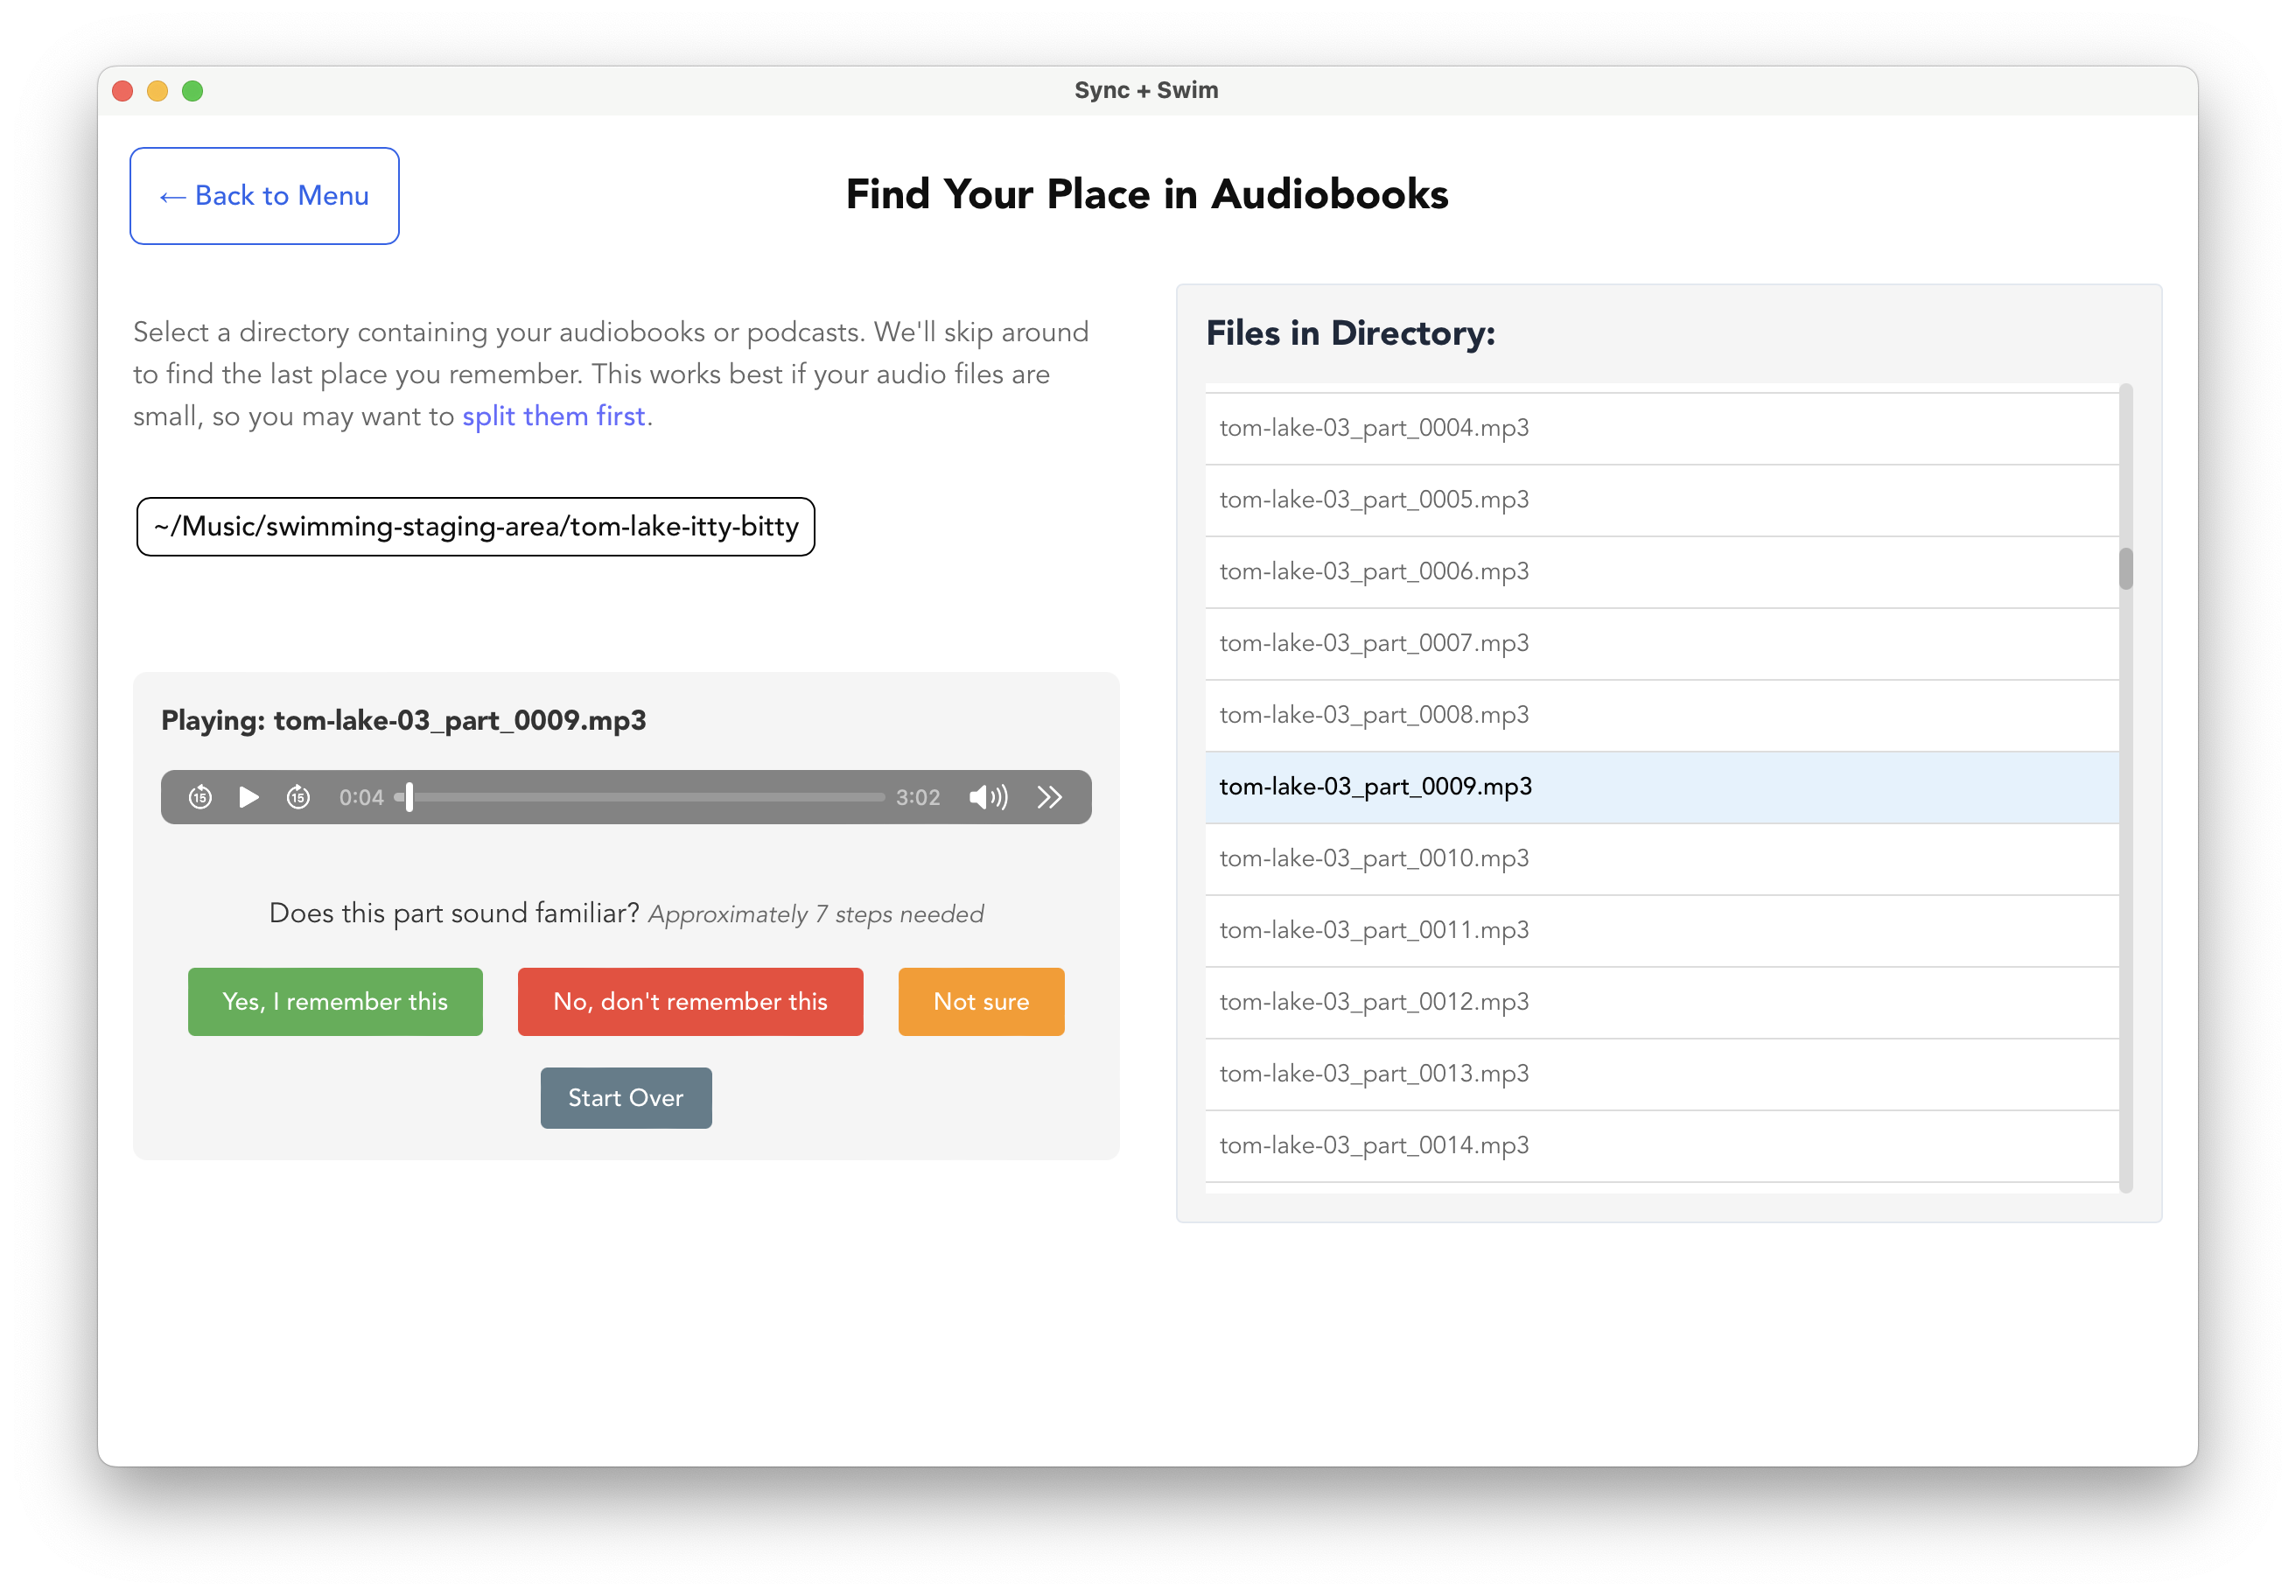 Sync + Swim
← Back to Menu
Find Your Place in Audiobooks
Select a directory containing your audiobooks or podcasts. We'll skip around
to find the last place you remember. This works best if your audio files are
small, so you may want to split them first.
~/Music/swimming-staging-area/tom-lake-itty-bitty
Playing: tom-lake-03_part_0009.mp3
15 15 0:04 3:02
Does this part sound familiar? Approximately 7 steps needed
Yes, I remember this No, don't remember this Not sure
Start Over
Files in Directory:
tom-lake-03_part_0004.mp3
tom-lake-03_part_0005.mp3
tom-lake-03_part_0006.mp3
tom-lake-03_part_0007.mp3
tom-lake-03_part_0008.mp3
tom-lake-03_part_0009.mp3
tom-lake-03_part_0010.mp3
tom-lake-03_part_0011.mp3
tom-lake-03_part_0012.mp3
tom-lake-03_part_0013.mp3
tom-lake-03_part_0014.mp3